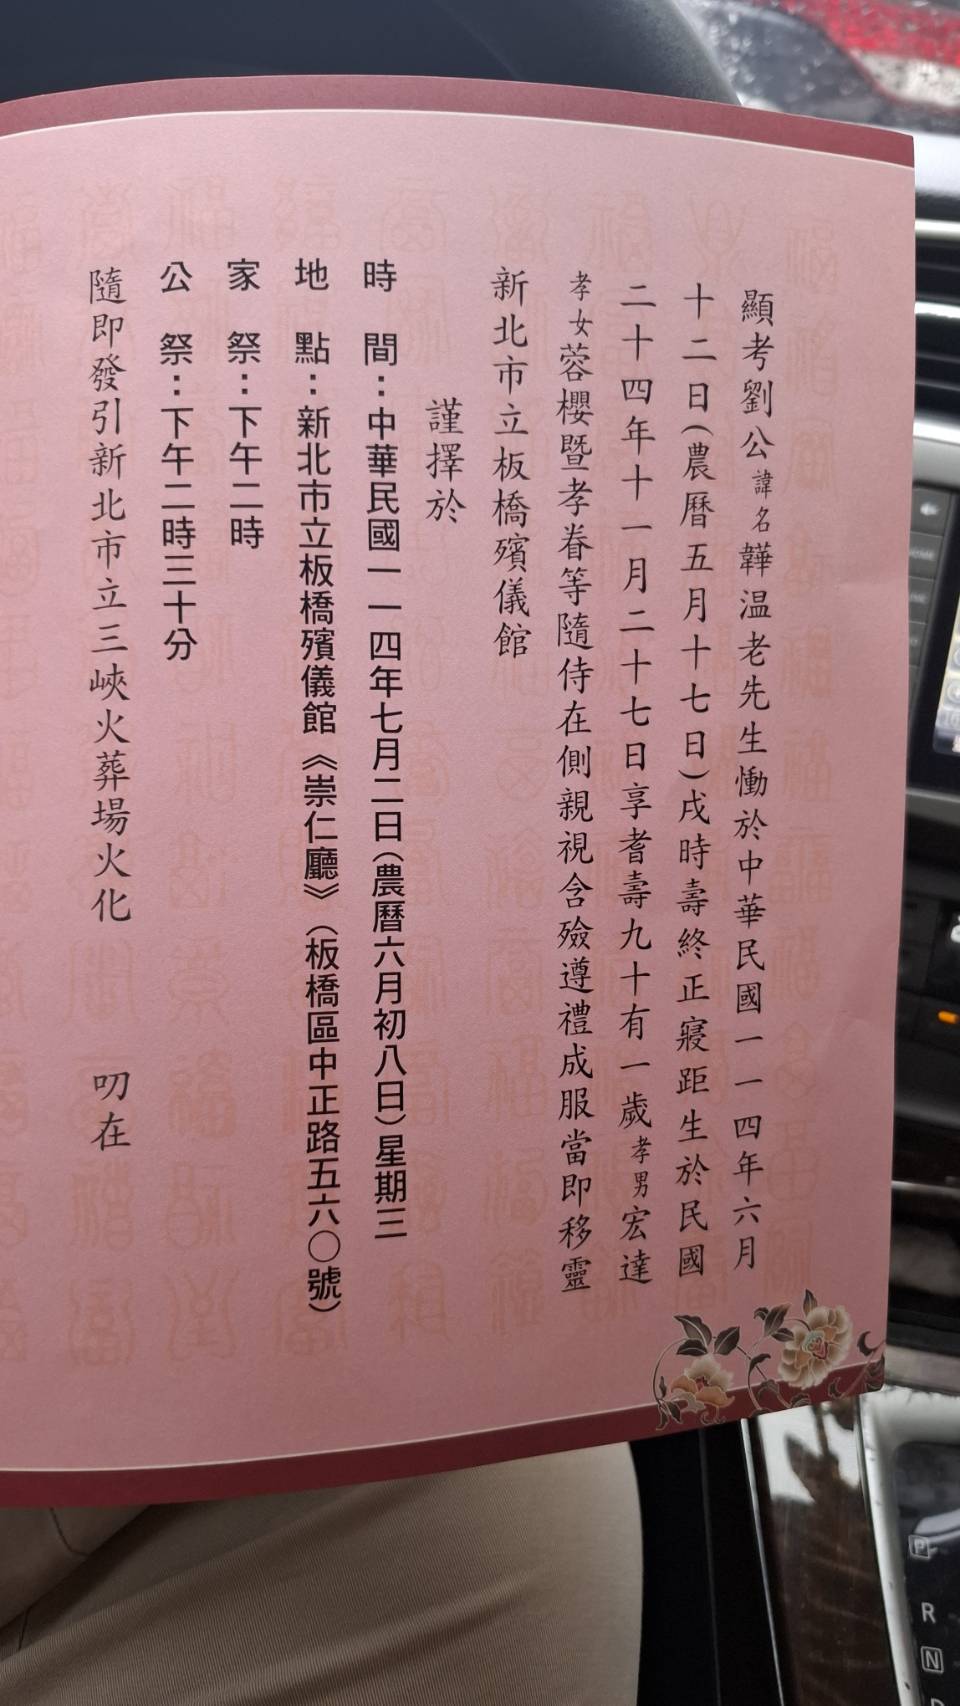 顯考劉公諱名韡温老先生慟於中華民國一一四年六月
十二日(農曆五月十七日)戌時壽終正寢距生於民國
二十四年十一月二十七日享耆壽九十有一歲孝男宏達
孝女蓉櫻暨孝眷等隨侍在側親視含殮遵禮成服當即移靈
新北市立板橋殯儀館
謹擇於
時　間：中華民國一一四年七月二日(農曆六月初八日)星期三
地　點：新北市立板橋殯儀館《崇仁廳》(板橋區中正路五六○號)
家　祭：下午二時
公　祭：下午二時三十分
隨即發引新北市立三峽火葬場火化　　叨在
P
R
N
D